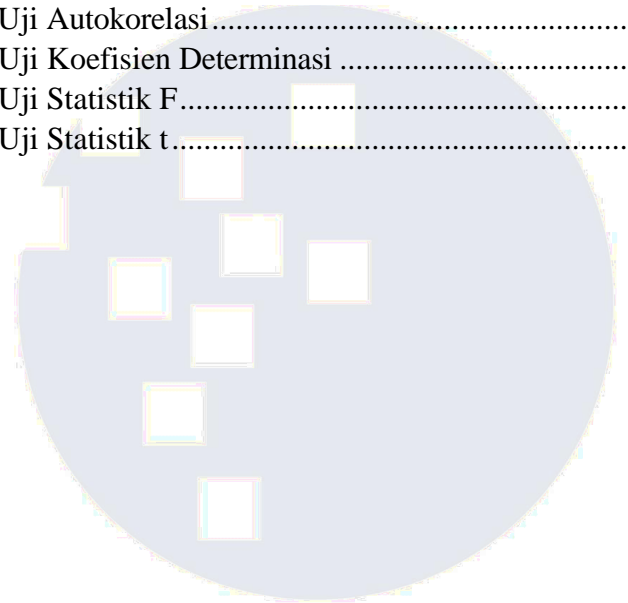 Uji Autokorelasi.......................................................
Uji Koefisien Determinasi .....................................
Uji Statistik F............................................................
Uji Statistik t.............................................................